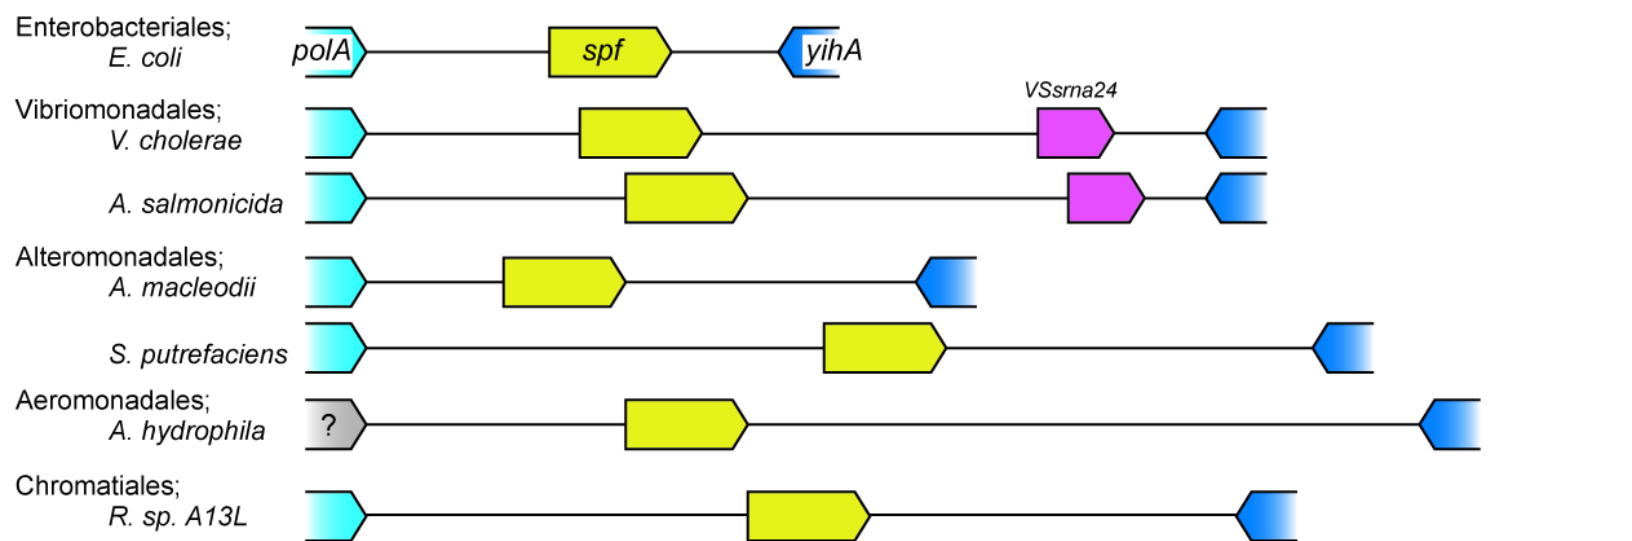 Enterobacteriales;
E. coli
polA
spf
yihA
VSsrna24
Vibriomonadales;
V. cholerae
A. salmonicida
Alteromonadales;
A. macleodii
S. putrefaciens
Aeromonadales;
A. hydrophila
?
Chromatiales;
R. sp. A13L